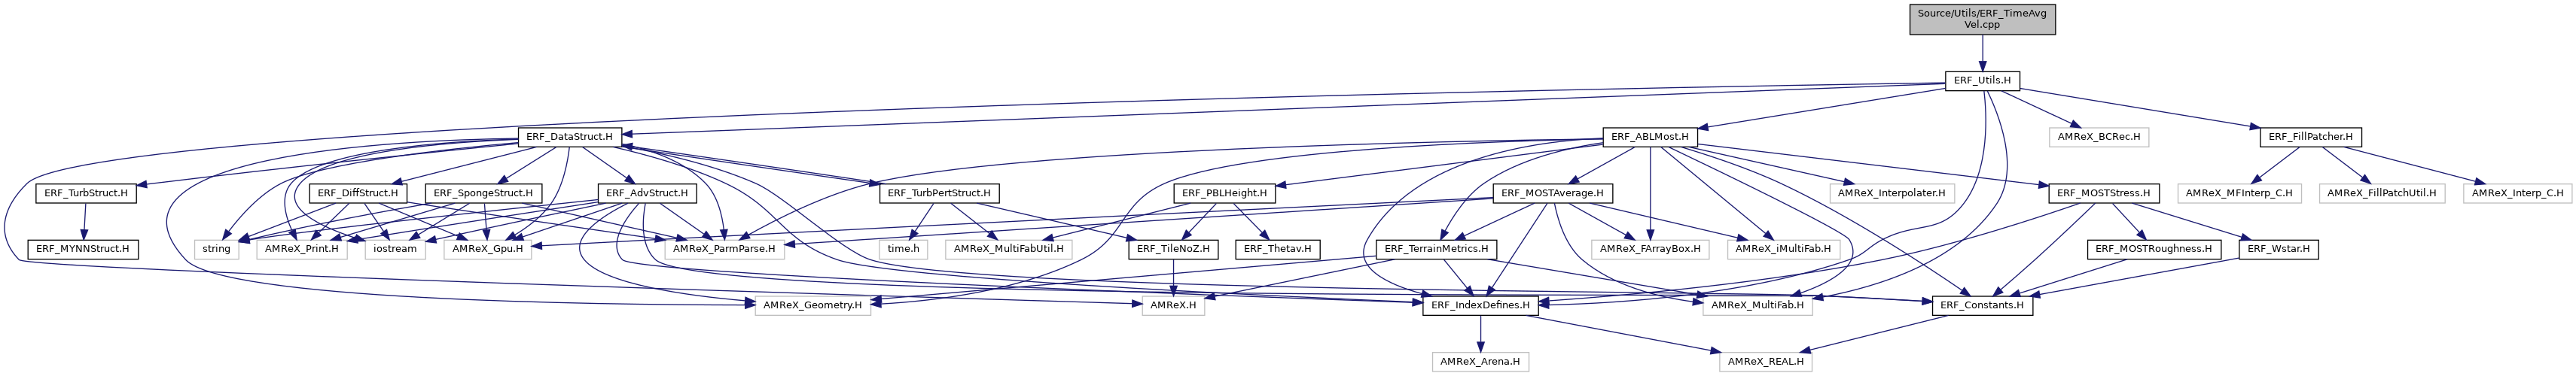 Source/Utils/ERF_TimeAvg
Vel.cpp
ERF_Utils.H
ERF_DataStruct.H
ERF_ABLMost.H
AMReX_BCRec.H
ERF_FillPatcher.H
ERF_TurbStruct.H
ERF_DiffStruct.H
ERF_SpongeStruct.H
ERF_AdvStruct.H
ERF_TurbPertStruct.H
ERF_PBLHeight.H
ERF_MOSTAverage.H
AMReX_Interpolater.H
ERF_MOSTStress.H
AMReX_MFInterp_C.H
AMReX_FillPatchUtil.H
AMReX_Interp_C.H
ERF_MYNNStruct.H
string
AMReX_Print.H
iostream
AMReX_Gpu.H
AMReX_ParmParse.H
time.h
AMReX_MultiFabUtil.H
ERF_TileNoZ.H
ERF_Thetav.H
ERF_TerrainMetrics.H
AMReX_FArrayBox.H
AMReX_iMultiFab.H
ERF_MOSTRoughness.H
ERF_Wstar.H
AMReX_Geometry.H
AMReX.H
ERF_IndexDefines.H
AMReX_MultiFab.H
ERF_Constants.H
AMReX_Arena.H
AMReX_REAL.H